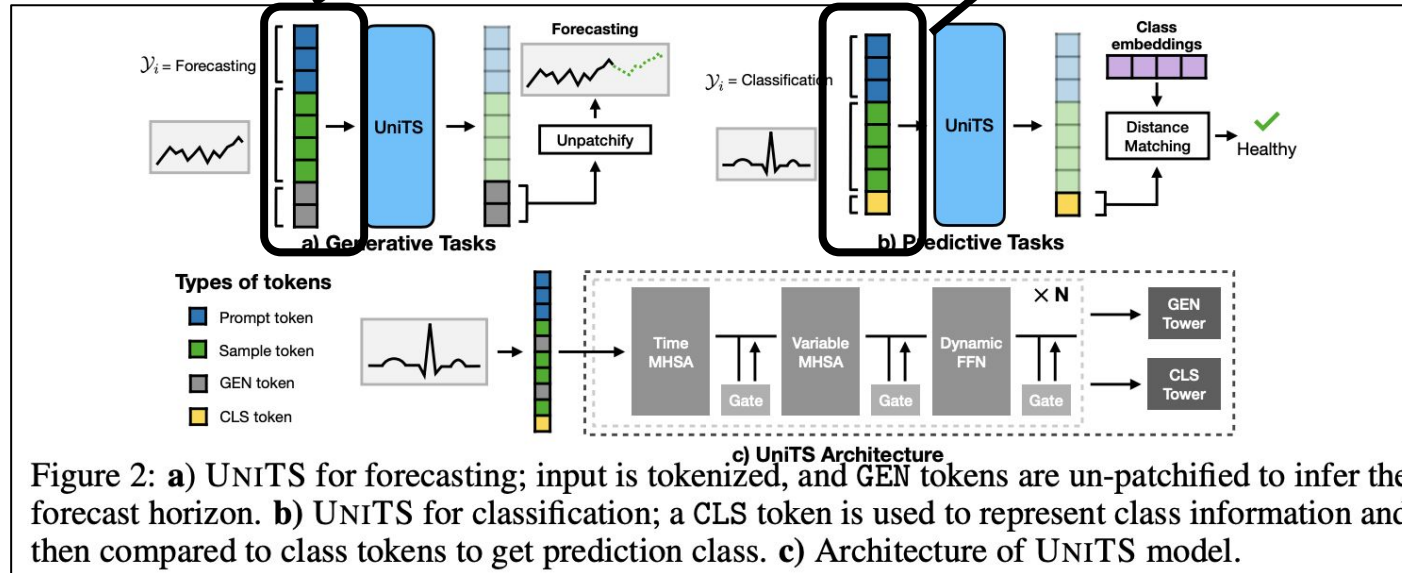 Forecasting
𝒴ᵢ = Forecasting
UniTS
Unpatchify
a) Generative Tasks
Class
embeddings
𝒴ᵢ = Classification
UniTS
Distance
Matching
Healthy
b) Predictive Tasks
Types of tokens
Prompt token
Sample token
GEN token
CLS token
Time
MHSA
Gate
Variable
MHSA
Gate
Dynamic
FFN
Gate
× N
GEN
Tower
CLS
Tower
c) UniTS Architecture
Figure 2: a) UNITS for forecasting; input is tokenized, and GEN tokens are un-patchified to infer the
forecast horizon. b) UNITS for classification; a CLS token is used to represent class information and
then compared to class tokens to get prediction class. c) Architecture of UNITS model.